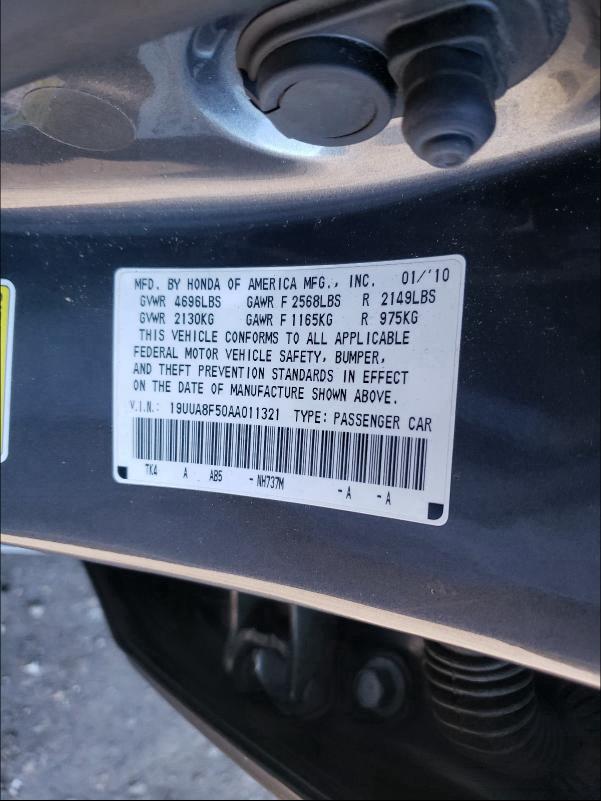 MFD. BY HONDA OF AMERICA MFG., INC. 01/'10
GVWR 4696LBS GAWR F 2568LBS R 2149LBS
GVWR 2130KG GAWR F 1165KG R 975KG
THIS VEHICLE CONFORMS TO ALL APPLICABLE
FEDERAL MOTOR VEHICLE SAFETY, BUMPER,
AND THEFT PREVENTION STANDARDS IN EFFECT
ON THE DATE OF MANUFACTURE SHOWN ABOVE.
V.I.N.: 19UUA8F50AA011321 TYPE: PASSENGER CAR
TK4 A AB5 -NH737M -A -A